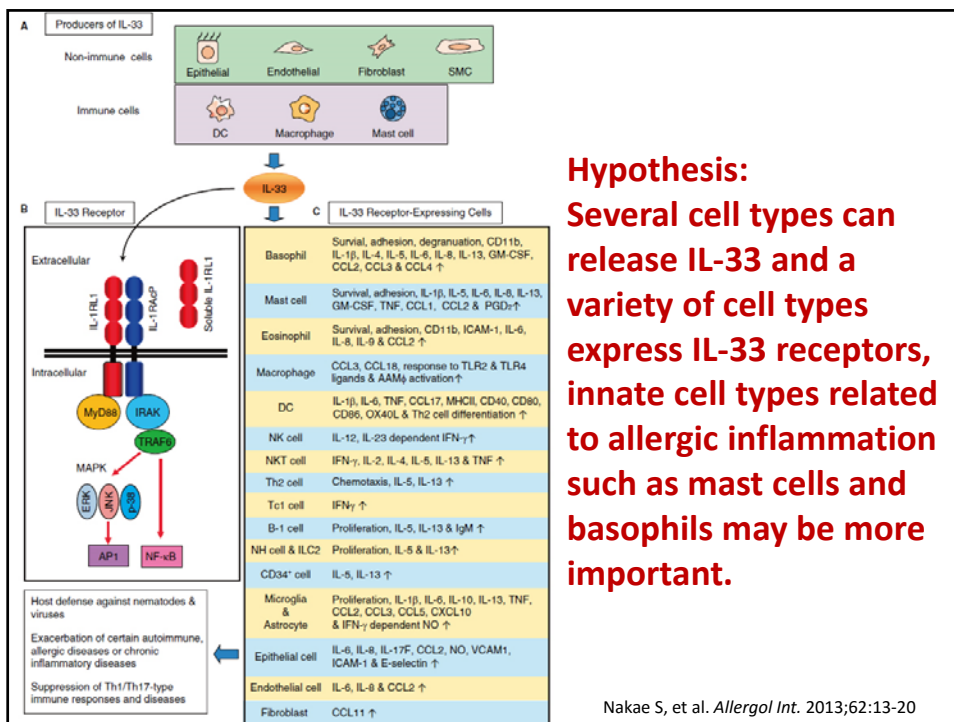 A
Producers of IL-33
Non-immune cells
Epithelial
Endothelial
Fibroblast
SMC
Immune cells
DC
Macrophage
Mast cell
IL-33
B
IL-33 Receptor
Extracellular
IL-1RL1
IL-1RAcP
Soluble IL-1RL1
Intracellular
MyD88
IRAK
TRAF6
MAPK
ERK
JNK
p-38
AP1
NF-κB
C
IL-33 Receptor-Expressing Cells
Basophil
Survial, adhesion, degranuation, CD11b,
IL-1β, IL-4, IL-5, IL-6, IL-8, IL-13, GM-CSF,
CCL2, CCL3 & CCL4 ↑
Mast cell
Survival, adhesion, IL-1β, IL-5, IL-6, IL-8, IL-13,
GM-CSF, TNF, CCL1, CCL2 & PGD₂↑
Eosinophil
Survival, adhesion, CD11b, ICAM-1, IL-6,
IL-8, IL-9 & CCL2 ↑
Macrophage
CCL3, CCL18, response to TLR2 & TLR4
ligands & AAMϕ activation↑
DC
IL-1β, IL-6, TNF, CCL17, MHCII, CD40, CD80,
CD86, OX40L & Th2 cell differentiation ↑
NK cell
IL-12, IL-23 dependent IFN-γ↑
NKT cell
IFN-γ, IL-2, IL-4, IL-5, IL-13 & TNF ↑
Th2 cell
Chemotaxis, IL-5, IL-13 ↑
Tc1 cell
IFNγ ↑
B-1 cell
Proliferation, IL-5, IL-13 & IgM ↑
NH cell & ILC2
Proliferation, IL-5 & IL-13↑
CD34⁺ cell
IL-5, IL-13 ↑
Microglia
&
Astrocyte
Proliferation, IL-1β, IL-6, IL-10, IL-13, TNF,
CCL2, CCL3, CCL5, CXCL10
& IFN-γ dependent NO ↑
Epithelial cell
IL-6, IL-8, IL-17F, CCL2, NO, VCAM1,
ICAM-1 & E-selectin ↑
Endothelial cell
IL-6, IL-8 & CCL2 ↑
Fibroblast
CCL11 ↑
Host defense against nematodes &
viruses
Exacerbation of certain autoimmune,
allergic diseases or chronic
inflammatory diseases
Suppression of Th1/Th17-type
immune responses and diseases
Hypothesis:
Several cell types can
release IL-33 and a
variety of cell types
express IL-33 receptors,
innate cell types related
to allergic inflammation
such as mast cells and
basophils may be more
important.
Nakae S, et al. Allergol Int. 2013;62:13-20